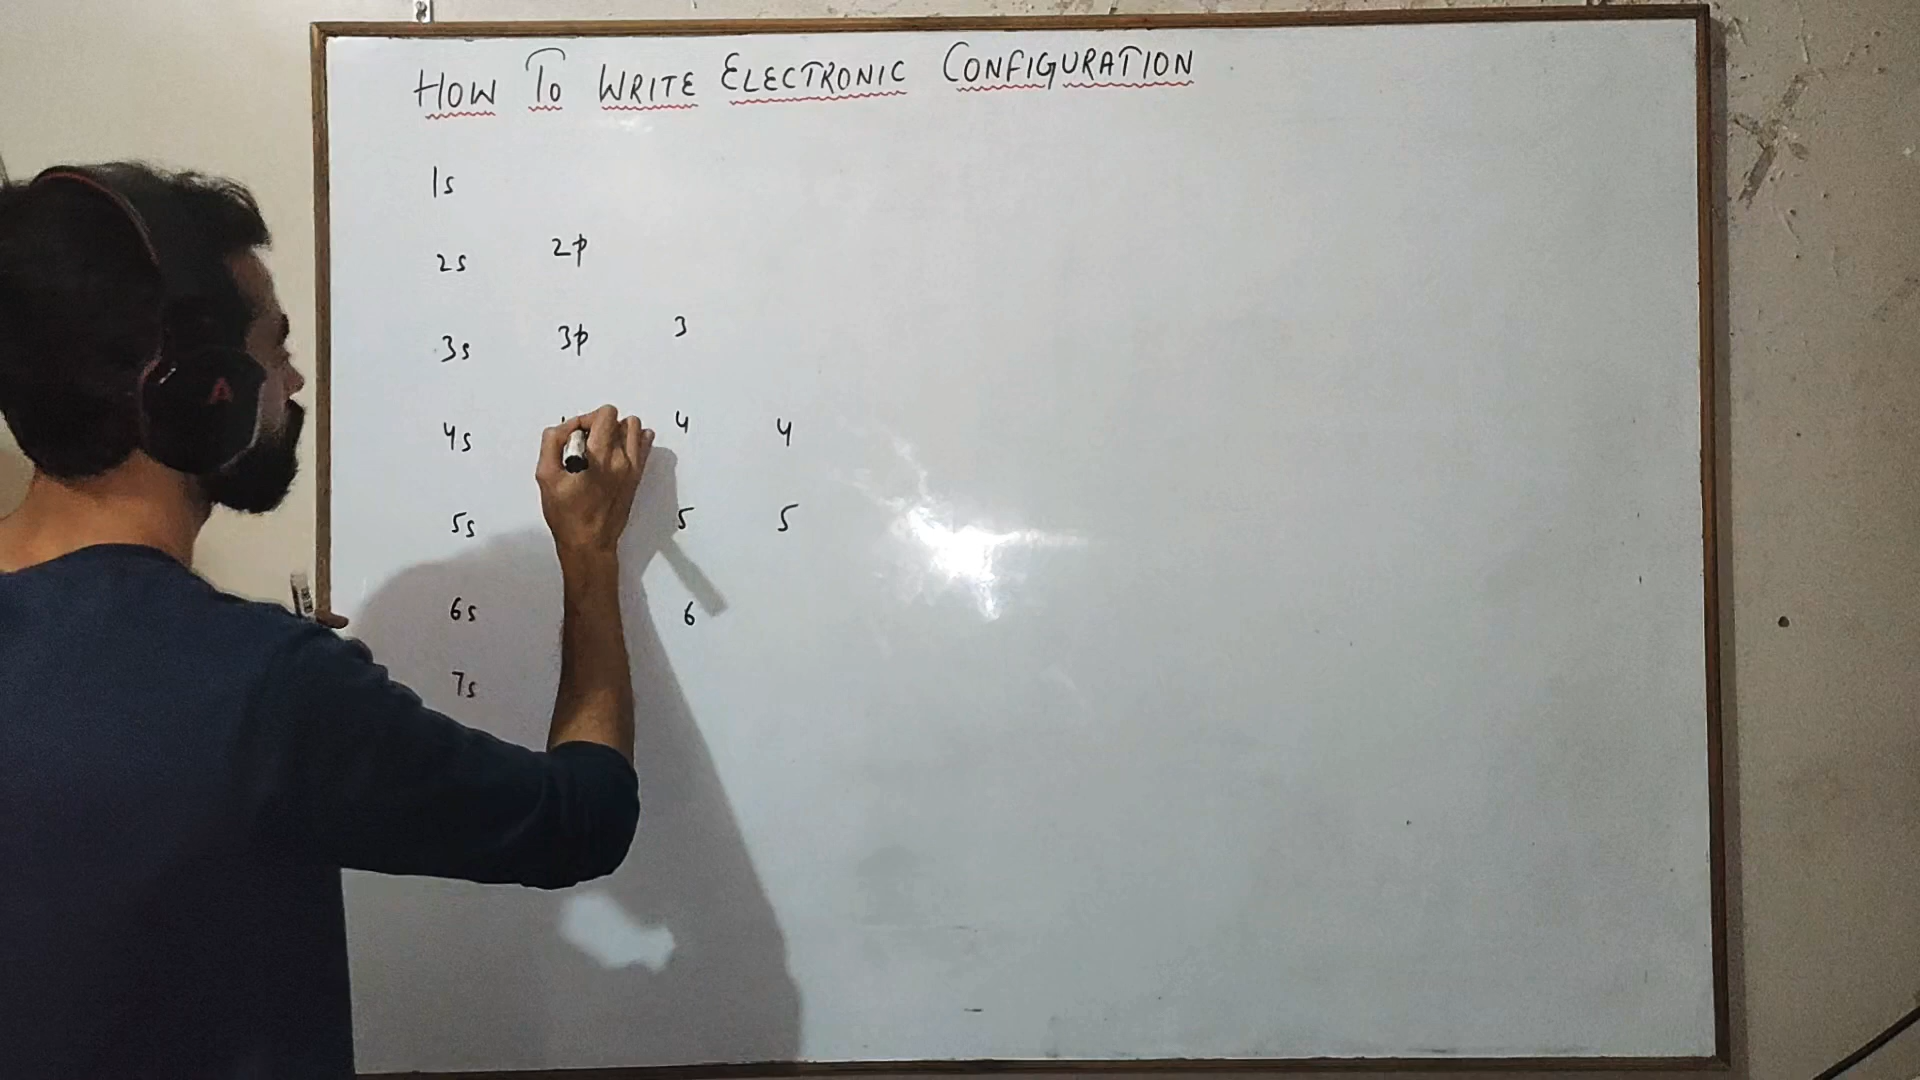 HOW TO WRITE ELECTRONIC CONFIGURATION
1s
2s 2p
3s 3p 3
4s 4 4
5s 5 5
6s 6
7s